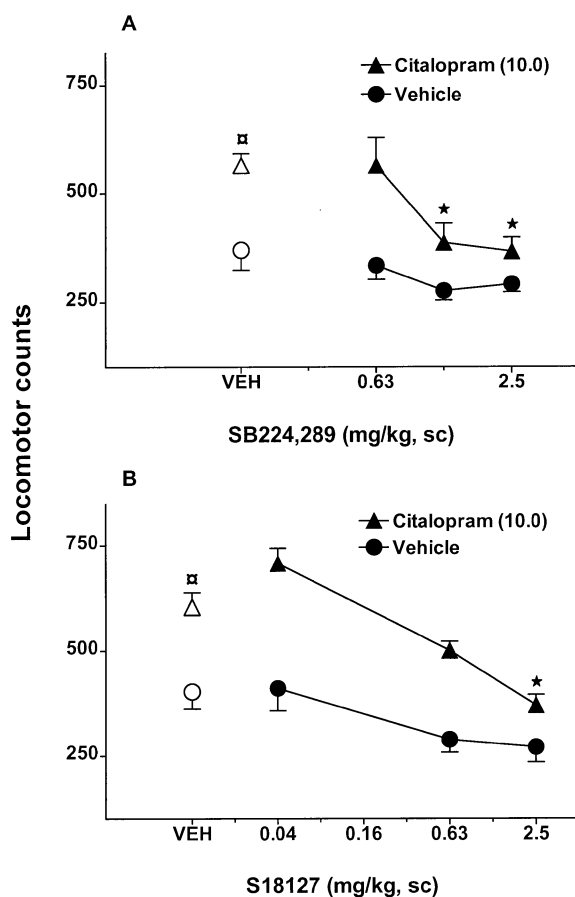 A
▲ Citalopram (10.0)
● Vehicle
750
¤
500
★ ★
250
VEH 0.63 2.5
SB224,289 (mg/kg, sc)
Locomotor counts
B
▲ Citalopram (10.0)
● Vehicle
750
¤
500
★
250
VEH 0.04 0.16 0.63 2.5
S18127 (mg/kg, sc)